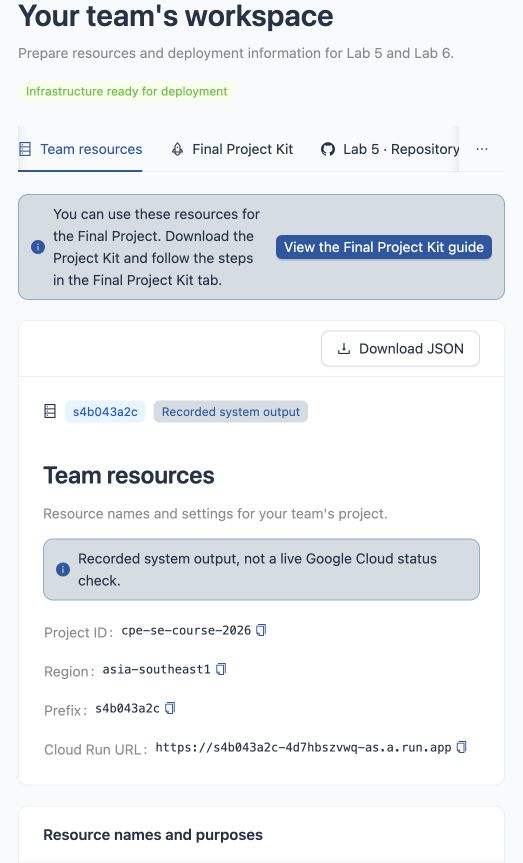 Your team's workspace
Prepare resources and deployment information for Lab 5 and Lab 6.
Infrastructure ready for deployment
Team resources
Final Project Kit
Lab 5 · Repository
···
You can use these resources for
the Final Project. Download the
Project Kit and follow the steps
in the Final Project Kit tab.
View the Final Project Kit guide
Download JSON
s4b043a2c
Recorded system output
Team resources
Resource names and settings for your team's project.
Recorded system output, not a live Google Cloud status
check.
Project ID: cpe-se-course-2026
Region: asia-southeast1
Prefix: s4b043a2c
Cloud Run URL: https://s4b043a2c-4d7hbszvwq-as.a.run.app
Resource names and purposes